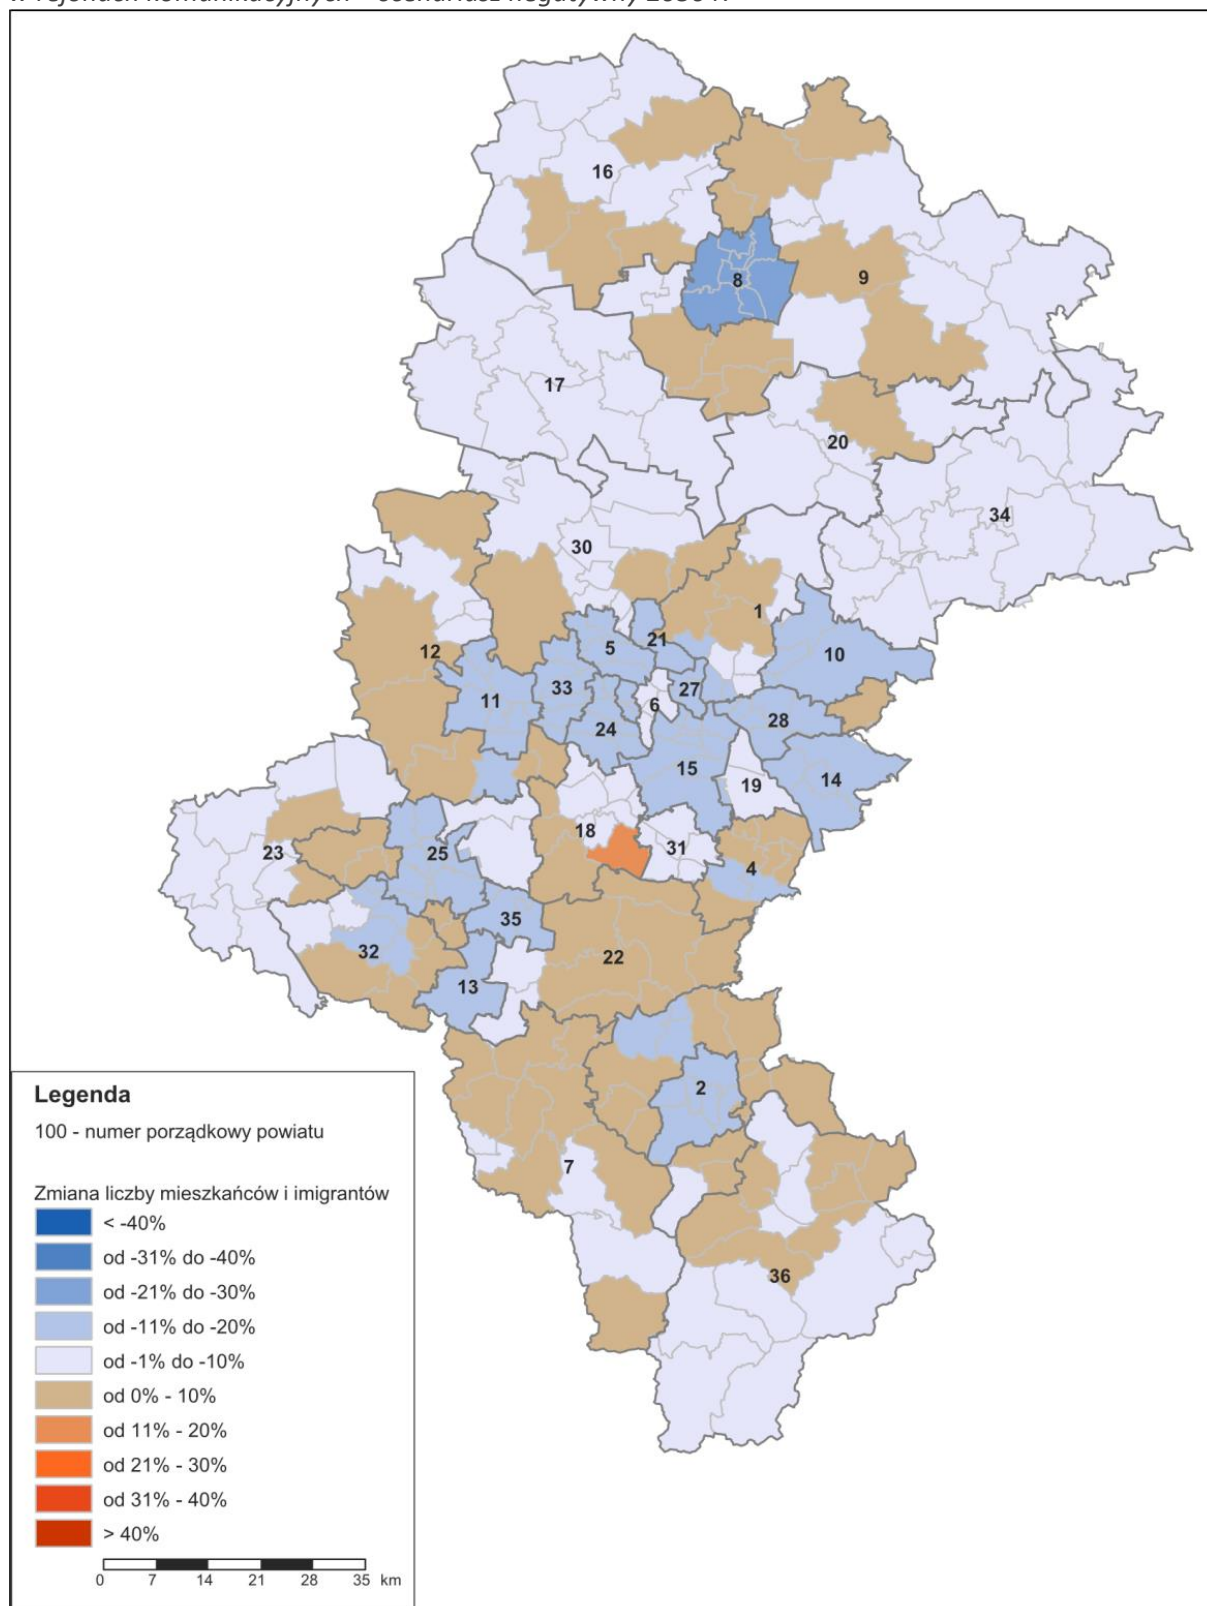 w rejonach komunikacyjnych – scenariusz negatywny
16
8
9
17
20
34
30
1
21
5
12
10
33
27
11
6
28
24
15
14
19
18
31
23
25
4
35
32
22
13
2
7
36
Legenda
100 - numer porządkowy powiatu
Zmiana liczby mieszkańców i imigrantów
< -40%
od -31% do -40%
od -21% do -30%
od -11% do -20%
od -1% do -10%
od 0% - 10%
od 11% - 20%
od 21% - 30%
od 31% - 40%
> 40%
0 7 14 21 28 35 km